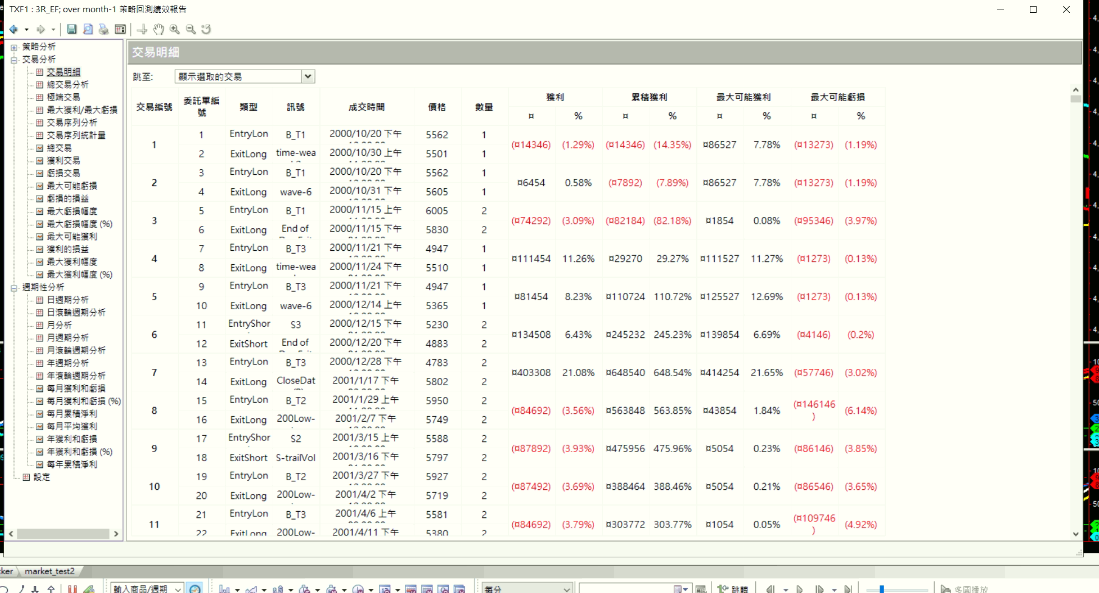 TXF1 : 3R_EF; over month-1 策略回測績效報告
策略分析
交易分析
交易明細
總交易分析
極端交易
最大獲利/最大虧損
交易序列分析
交易序列統計量
總交易
獲利交易
虧損交易
最大可能虧損
虧損的損益
最大虧損幅度
最大虧損幅度 (%)
最大可能獲利
獲利的損益
最大獲利幅度
最大獲利幅度 (%)
週期性分析
日週期分析
日滾輪週期分析
月分析
月週期分析
月滾輪週期分析
年週期分析
年滾輪週期分析
每月獲利和虧損
每月獲利和虧損 (%)
每月累積淨利
每月平均獲利
年獲利和虧損
年獲利和虧損 (%)
每年累積淨利
設定
交易明細
跳至: 顯示選取的交易
交易編號 委託單編號 類型 訊號 成交時間 價格 數量 獲利 累積獲利 最大可能獲利 最大可能虧損
¤ % ¤ % ¤ % ¤ %
1 1 EntryLon B_T1 2000/10/20 下午 5562 1 (¤14346) (1.29%) (¤14346) (14.35%) ¤86527 7.78% (¤13273) (1.19%)
2 ExitLong time-wea 2000/10/30 上午 5501 1
2 3 EntryLon B_T1 2000/10/20 下午 5562 1 ¤6454 0.58% (¤7892) (7.89%) ¤86527 7.78% (¤13273) (1.19%)
4 ExitLong wave-6 2000/10/31 下午 5605 1
3 5 EntryLon B_T1 2000/11/15 上午 6005 2 (¤74292) (3.09%) (¤82184) (82.18%) ¤1854 0.08% (¤95346) (3.97%)
6 ExitLong End of 2000/11/15 下午 5830 2
4 7 EntryLon B_T3 2000/11/21 下午 4947 1 ¤111454 11.26% ¤29270 29.27% ¤111527 11.27% (¤1273) (0.13%)
8 ExitLong time-wea 2000/11/24 下午 5510 1
5 9 EntryLon B_T3 2000/11/21 下午 4947 1 ¤81454 8.23% ¤110724 110.72% ¤125527 12.69% (¤1273) (0.13%)
10 ExitLong wave-6 2000/12/14 上午 5365 1
6 11 EntryShor S3 2000/12/15 下午 5230 2 ¤134508 6.43% ¤245232 245.23% ¤139854 6.69% (¤4146) (0.2%)
12 ExitShort End of 2000/12/20 下午 4883 2
7 13 EntryLon B_T3 2000/12/28 下午 4783 2 ¤403308 21.08% ¤648540 648.54% ¤414254 21.65% (¤57746) (3.02%)
14 ExitLong CloseDat 2001/1/17 下午 5802 2
8 15 EntryLon B_T2 2001/1/29 上午 5950 2 (¤84692) (3.56%) ¤563848 563.85% ¤43854 1.84% (¤146146) (6.14%)
16 ExitLong 200Low- 2001/2/7 下午 5749 2
9 17 EntryShor S2 2001/3/15 上午 5588 2 (¤87892) (3.93%) ¤475956 475.96% ¤5054 0.23% (¤86146) (3.85%)
18 ExitShort S-trailVol 2001/3/16 上午 5797 2
10 19 EntryLon B_T2 2001/3/27 上午 5927 2 (¤87492) (3.69%) ¤388464 388.46% ¤5054 0.21% (¤86546) (3.65%)
20 ExitLong 200Low- 2001/4/2 下午 5719 2
11 21 EntryLon B_T3 2001/4/6 上午 5581 2 (¤84692) (3.79%) ¤303772 303.77% ¤1054 0.05% (¤109746) (4.92%)
22 ExitLong 200Low- 2001/4/11 下午 5380 2
ker market_test2
輸入商品/週期 每分 跳轉 多圖播放